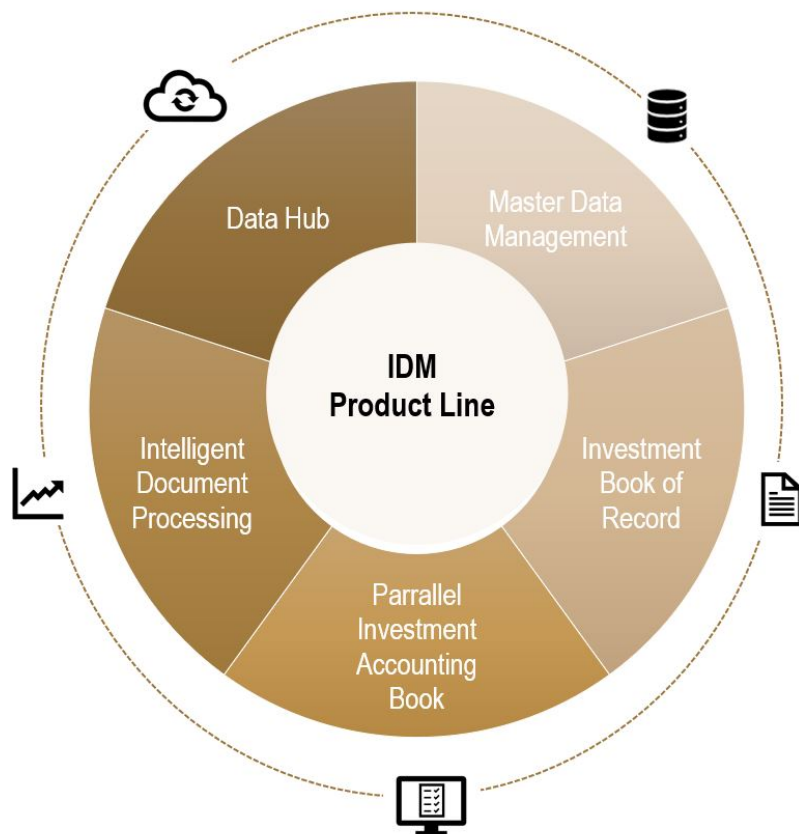 Data Hub
Master Data
Management
IDM
Product Line
Intelligent
Document
Processing
Investment
Book of
Record
Parrallel
Investment
Accounting
Book